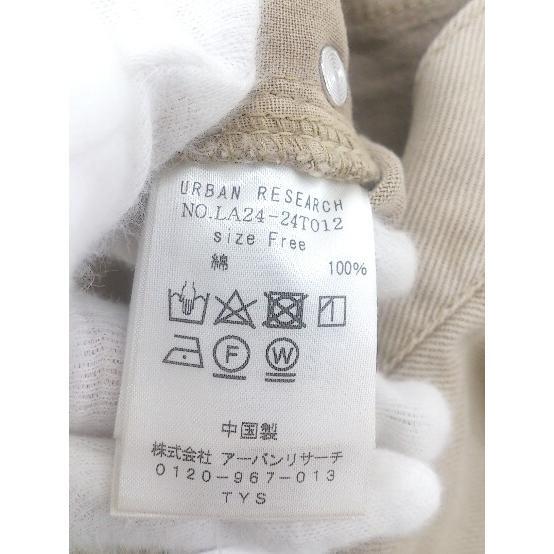 URBAN RESEARCH
NO.LA24-24T012
size Free
綿 100%
F W
中国製
株式会社 アーバンリサーチ
0120-967-013
TYS